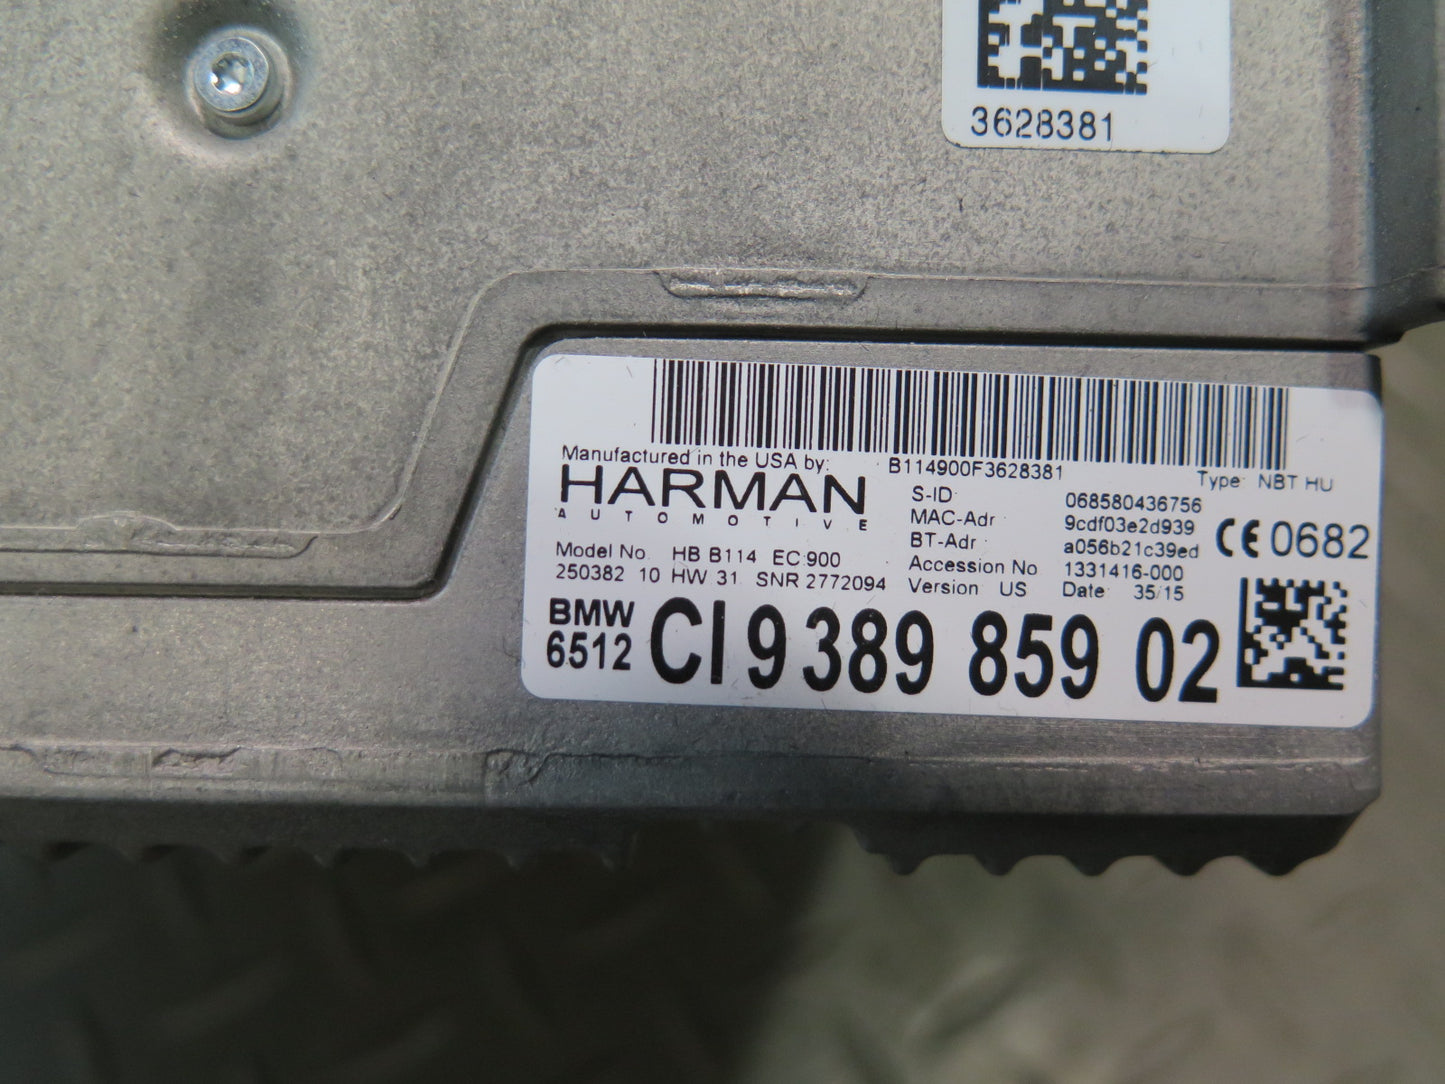 3628381
Manufactured in the USA by: B114900F3628381 Type: NBT HU
HARMAN
AUTOMOTIVE
S-ID: 068580436756
MAC-Adr: 9cdf03e2d939
BT-Adr: a056b21c39ed
CE 0682
Model No. HB B114 EC:900 Accession No 1331416-000
250382 10 HW 31 SNR 2772094 Version US Date: 35/15
BMW
6512 CI 9 389 859 02